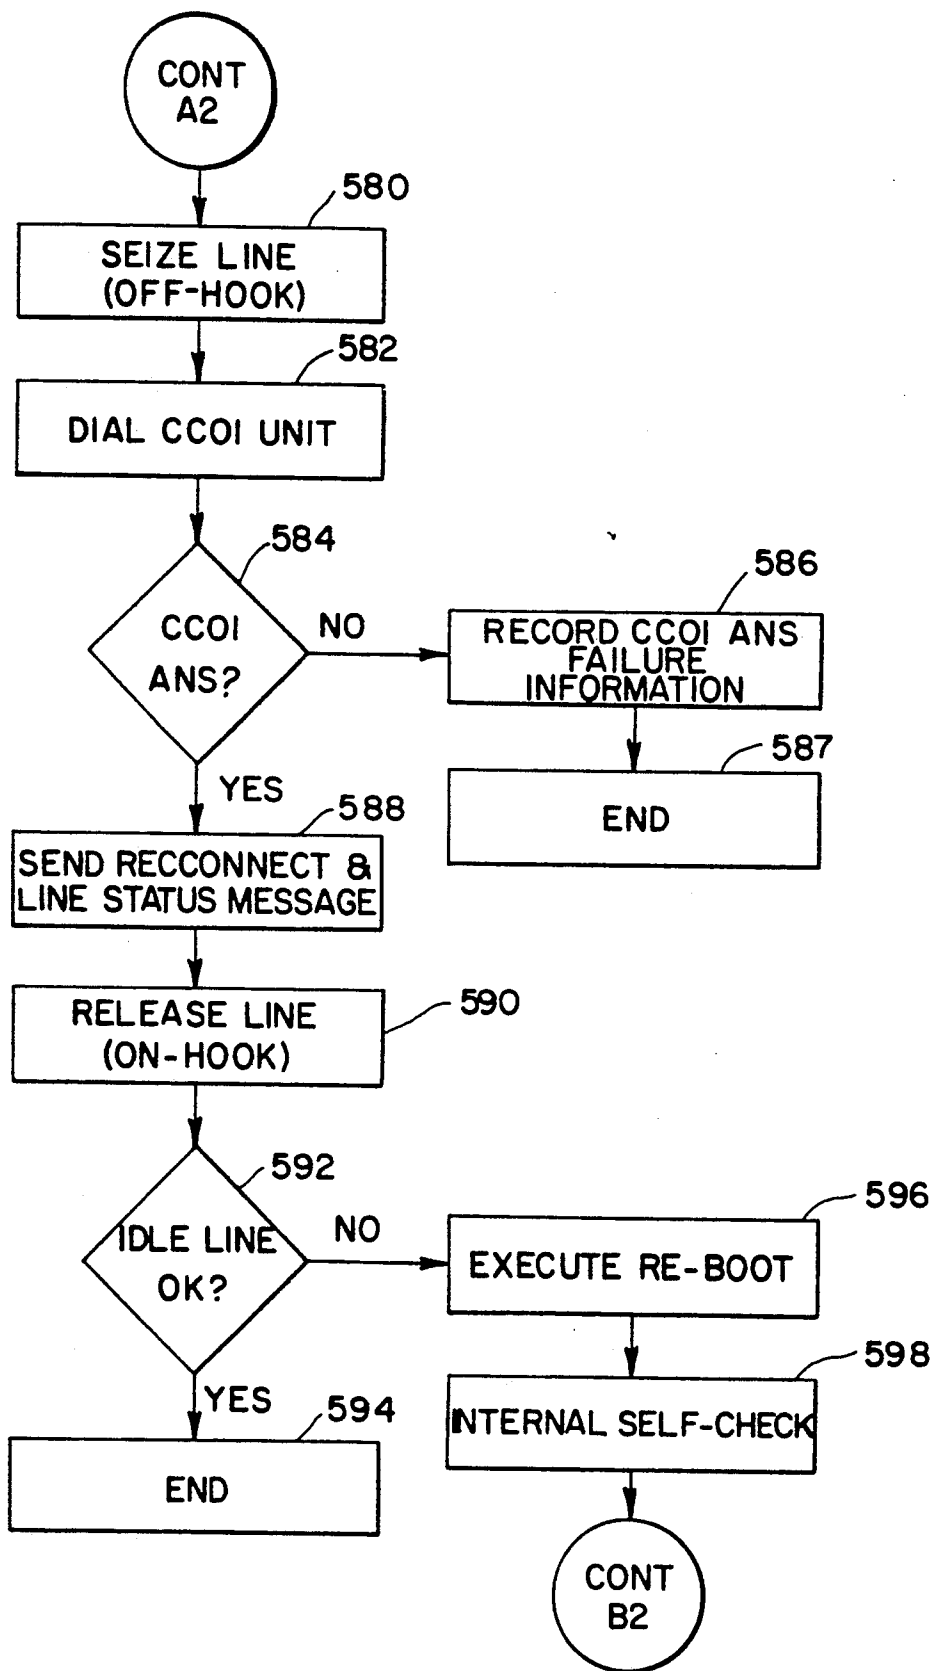 CONT
A2
580
SEIZE LINE
(OFF-HOOK)
582
DIAL CCOI UNIT
584
CCOI
ANS?
NO
586
RECORD CCOI ANS
FAILURE
INFORMATION
587
END
YES
588
SEND RECCONNECT &
LINE STATUS MESSAGE
590
RELEASE LINE
(ON-HOOK)
592
IDLE LINE
OK?
NO
596
EXECUTE RE-BOOT
598
INTERNAL SELF-CHECK
YES
594
END
CONT
B2